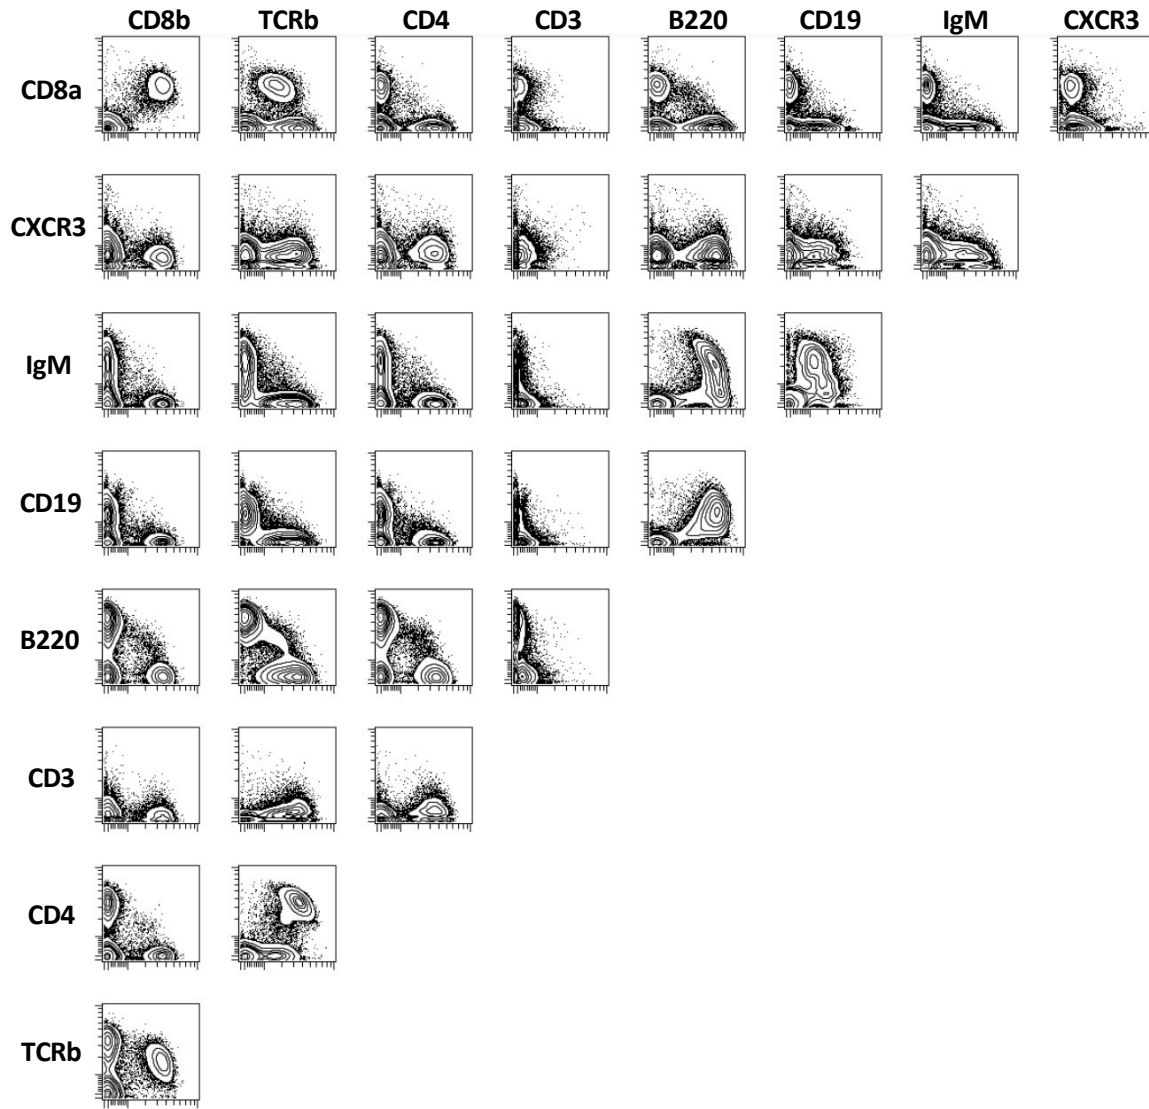 CD8b TCRb CD4 CD3 B220 CD19 IgM CXCR3
CD8a
CXCR3
IgM
CD19
B220
CD3
CD4
TCRb